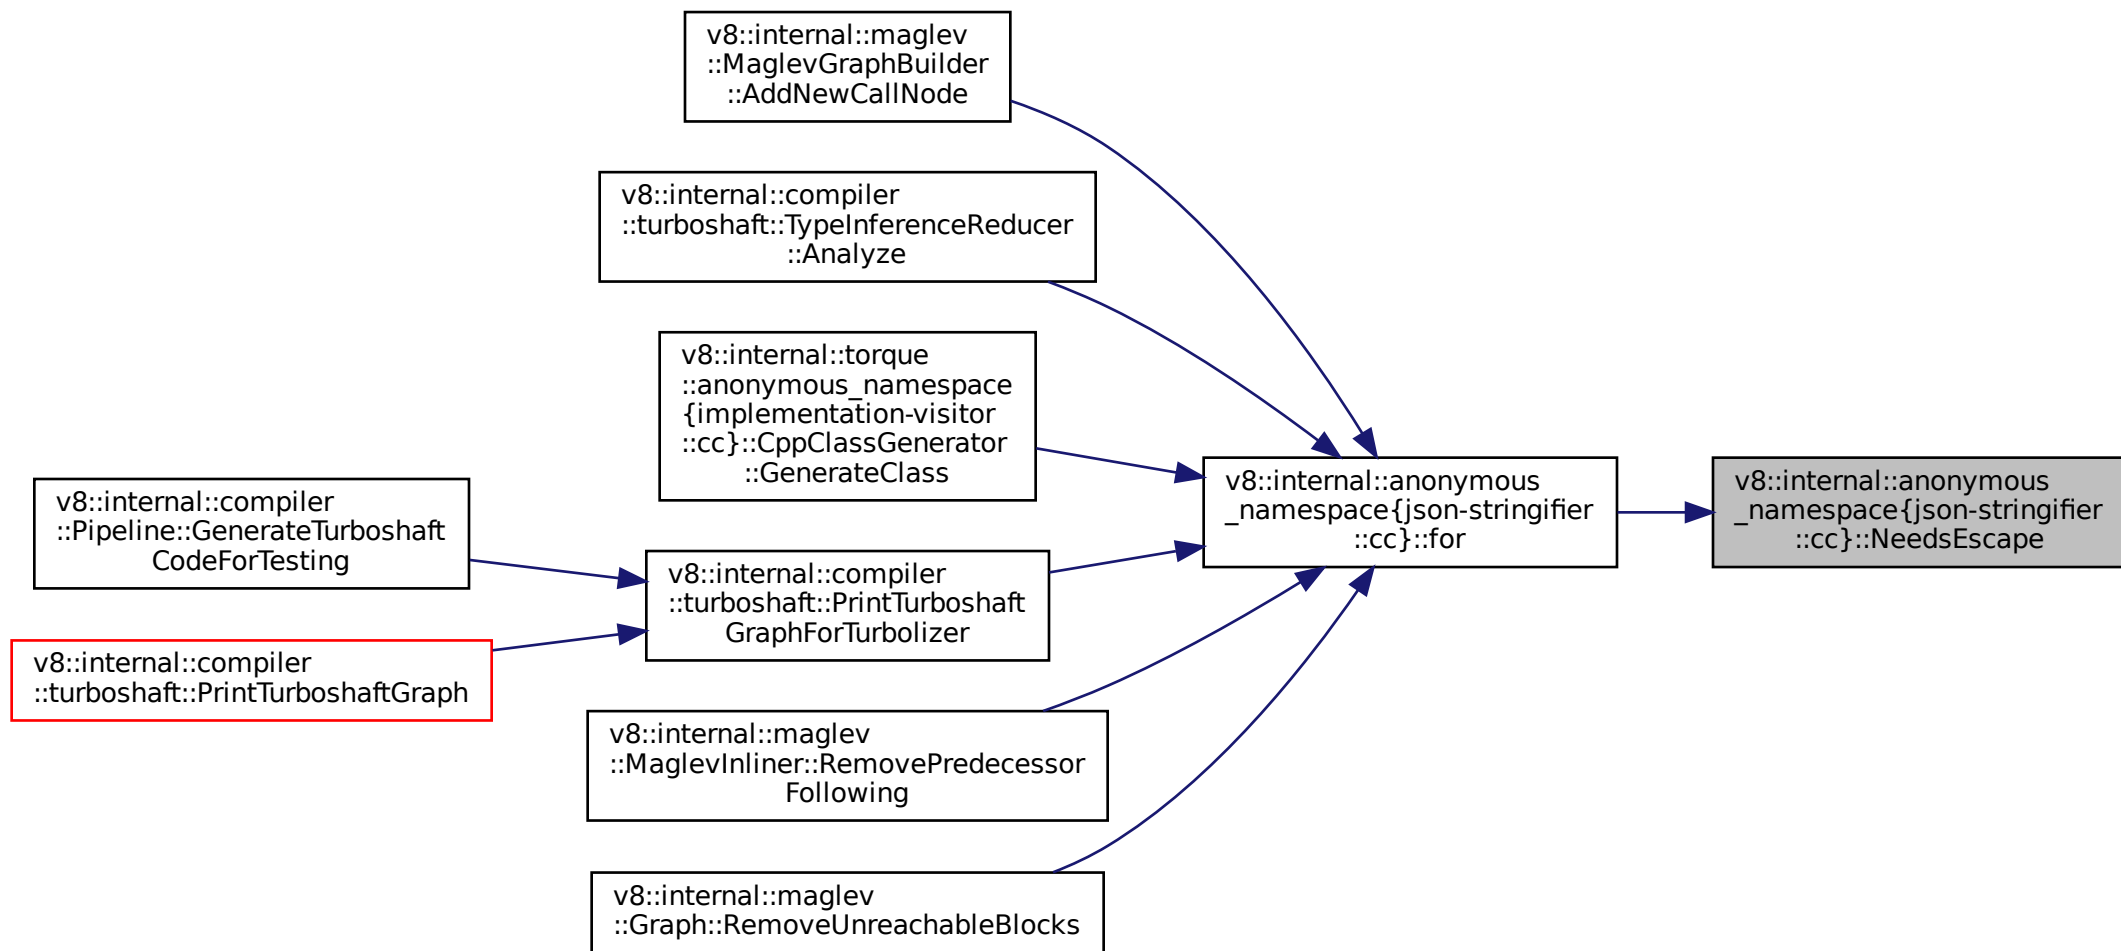 v8::internal::maglev
::MaglevGraphBuilder
::AddNewCallNode
v8::internal::compiler
::turboshaft::TypeInferenceReducer
::Analyze
v8::internal::torque
::anonymous_namespace
{implementation-visitor
::cc}::CppClassGenerator
::GenerateClass
v8::internal::compiler
::Pipeline::GenerateTurboshaft
CodeForTesting
v8::internal::compiler
::turboshaft::PrintTurboshaftGraph
v8::internal::compiler
::turboshaft::PrintTurboshaft
GraphForTurbolizer
v8::internal::maglev
::MaglevInliner::RemovePredecessor
Following
v8::internal::maglev
::Graph::RemoveUnreachableBlocks
v8::internal::anonymous
_namespace{json-stringifier
::cc}::for
v8::internal::anonymous
_namespace{json-stringifier
::cc}::NeedsEscape